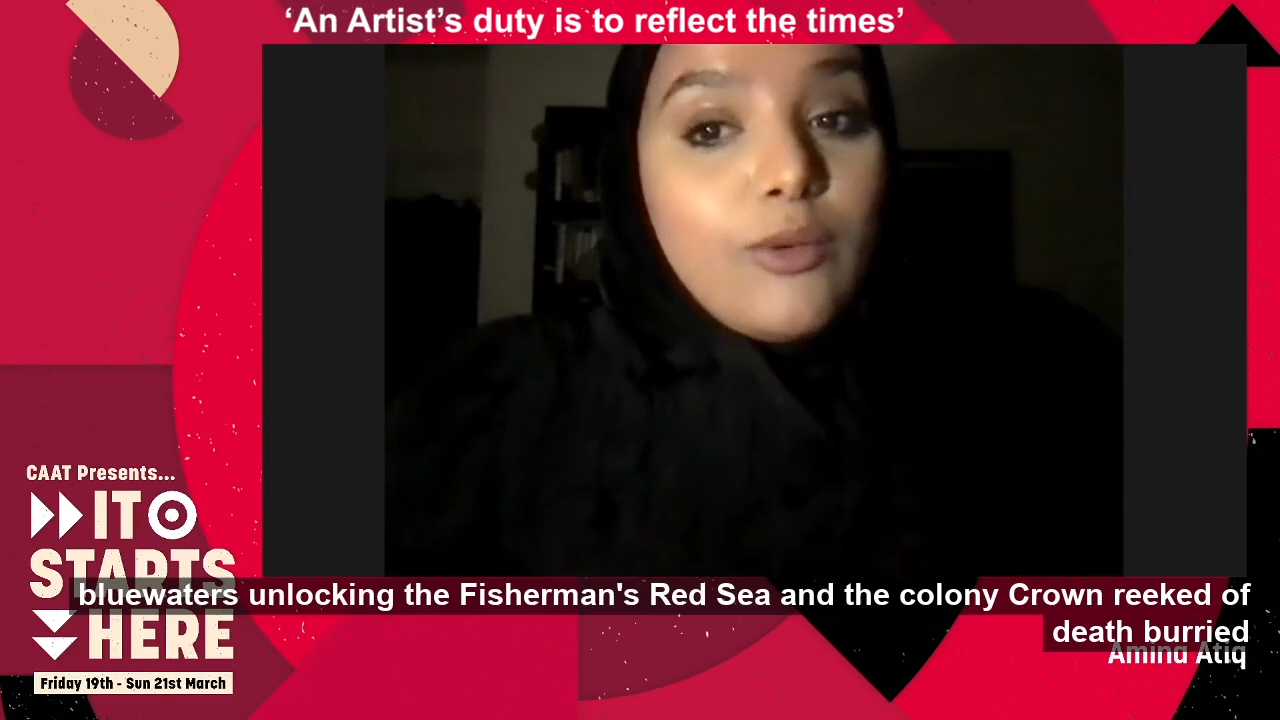 ‘An Artist’s duty is to reflect the times’
CAAT Presents...
IT
STARTS
HERE
Friday 19th - Sun 21st March
bluewaters unlocking the Fisherman's Red Sea and the colony Crown reeked of
death burried
Amina Atiq